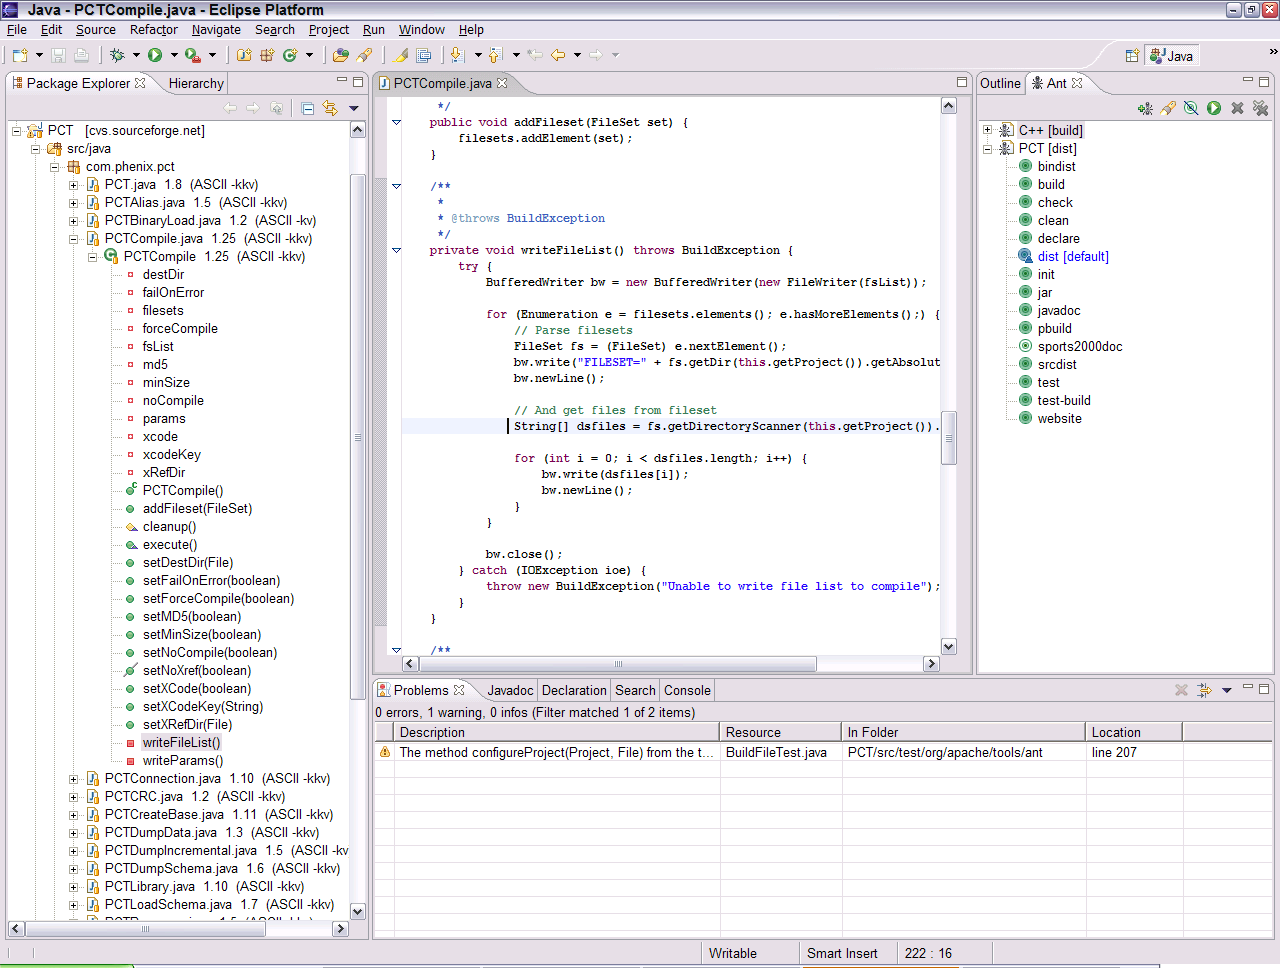 Java - PCTCompile.java - Eclipse Platform
File Edit Source Refactor Navigate Search Project Run Window Help
Java
Package Explorer Hierarchy
PCT [cvs.sourceforge.net]
src/java
com.phenix.pct
PCT.java 1.8 (ASCII -kkv)
PCTAlias.java 1.5 (ASCII -kkv)
PCTBinaryLoad.java 1.2 (ASCII -kv)
PCTCompile.java 1.25 (ASCII -kkv)
PCTCompile 1.25 (ASCII -kkv)
destDir
failOnError
filesets
forceCompile
fsList
md5
minSize
noCompile
params
xcode
xcodeKey
xRefDir
PCTCompile()
addFileset(FileSet)
cleanup()
execute()
setDestDir(File)
setFailOnError(boolean)
setForceCompile(boolean)
setMD5(boolean)
setMinSize(boolean)
setNoCompile(boolean)
setNoXref(boolean)
setXCode(boolean)
setXCodeKey(String)
setXRefDir(File)
writeFileList()
writeParams()
PCTConnection.java 1.10 (ASCII -kkv)
PCTCRC.java 1.2 (ASCII -kkv)
PCTCreateBase.java 1.11 (ASCII -kkv)
PCTDumpData.java 1.3 (ASCII -kkv)
PCTDumpIncremental.java 1.5 (ASCII -kv
PCTDumpSchema.java 1.6 (ASCII -kkv)
PCTLibrary.java 1.10 (ASCII -kkv)
PCTLoadSchema.java 1.7 (ASCII -kkv)
PCTCompile.java
*/
public void addFileset(FileSet set) {
filesets.addElement(set);
}
/**
*
* @throws BuildException
*/
private void writeFileList() throws BuildException {
try {
BufferedWriter bw = new BufferedWriter(new FileWriter(fsList));
for (Enumeration e = filesets.elements(); e.hasMoreElements();) {
// Parse filesets
FileSet fs = (FileSet) e.nextElement();
bw.write("FILESET=" + fs.getDir(this.getProject()).getAbsolut
bw.newLine();
// And get files from fileset
String[] dsfiles = fs.getDirectoryScanner(this.getProject()).
for (int i = 0; i < dsfiles.length; i++) {
bw.write(dsfiles[i]);
bw.newLine();
}
}
bw.close();
} catch (IOException ioe) {
throw new BuildException("Unable to write file list to compile");
}
}
/**
Outline Ant
C++ [build]
PCT [dist]
bindist
build
check
clean
declare
dist [default]
init
jar
javadoc
pbuild
sports2000doc
srcdist
test
test-build
website
Problems Javadoc Declaration Search Console
0 errors, 1 warning, 0 infos (Filter matched 1 of 2 items)
Description Resource In Folder Location
The method configureProject(Project, File) from the t... BuildFileTest.java PCT/src/test/org/apache/tools/ant line 207
Writable Smart Insert 222 : 16